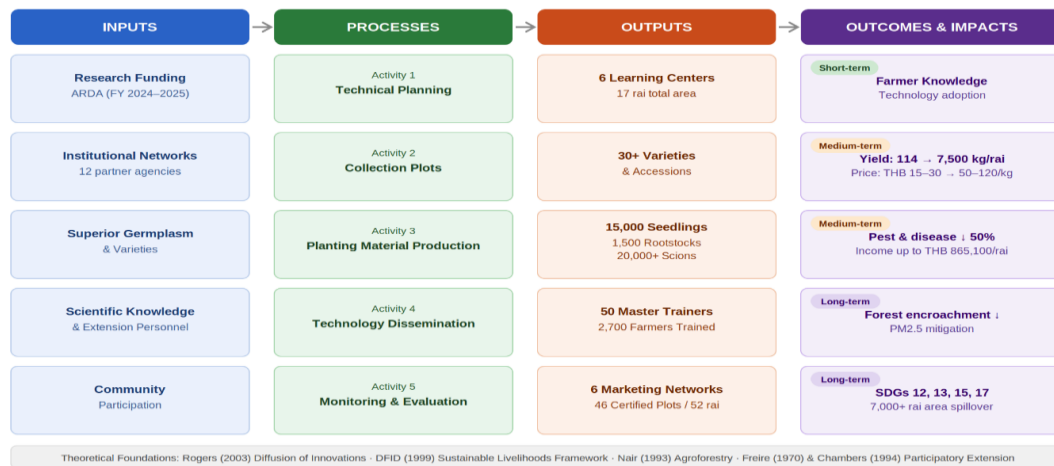 INPUTS
PROCESSES
OUTPUTS
OUTCOMES & IMPACTS
Research Funding
ARDA (FY 2024–2025)
Activity 1
Technical Planning
6 Learning Centers
17 rai total area
Short-term
Farmer Knowledge
Technology adoption
Institutional Networks
12 partner agencies
Activity 2
Collection Plots
30+ Varieties
& Accessions
Medium-term
Yield: 114 → 7,500 kg/rai
Price: THB 15–30 → 50–120/kg
Superior Germplasm
& Varieties
Activity 3
Planting Material Production
15,000 Seedlings
1,500 Rootstocks
20,000+ Scions
Medium-term
Pest & disease ↓ 50%
Income up to THB 865,100/rai
Scientific Knowledge
& Extension Personnel
Activity 4
Technology Dissemination
50 Master Trainers
2,700 Farmers Trained
Long-term
Forest encroachment ↓
PM2.5 mitigation
Community
Participation
Activity 5
Monitoring & Evaluation
6 Marketing Networks
46 Certified Plots / 52 rai
Long-term
SDGs 12, 13, 15, 17
7,000+ rai area spillover
Theoretical Foundations: Rogers (2003) Diffusion of Innovations · DFID (1999) Sustainable Livelihoods Framework · Nair (1993) Agroforestry · Freire (1970) & Chambers (1994) Participatory Extension